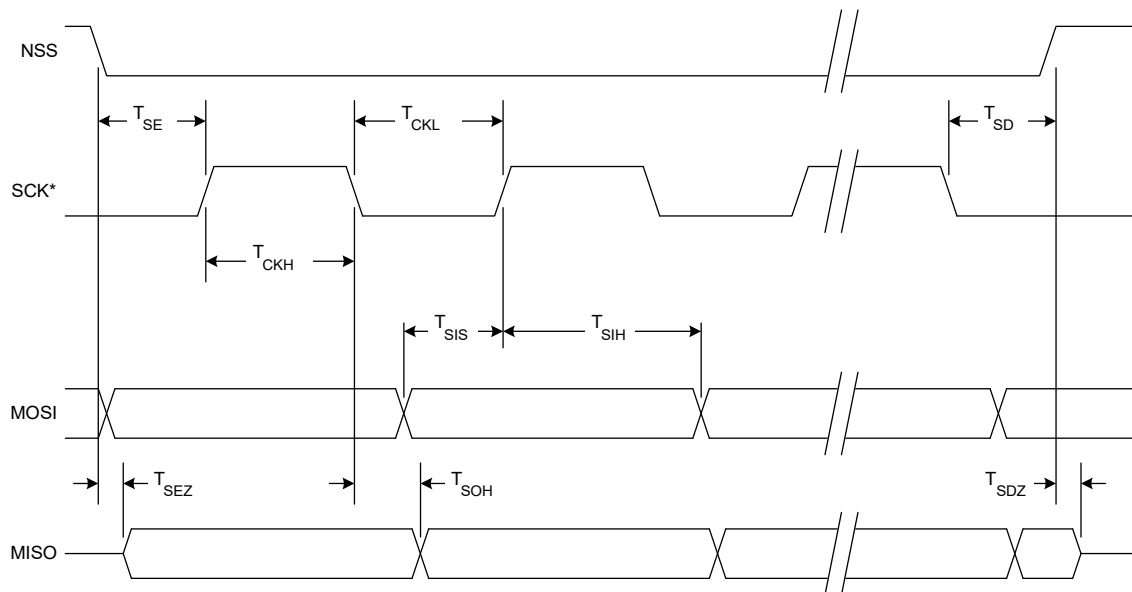 NSS
T_SE
T_CKL
T_SD
SCK*
T_CKH
T_SIS
T_SIH
MOSI
T_SEZ
T_SOH
T_SDZ
MISO